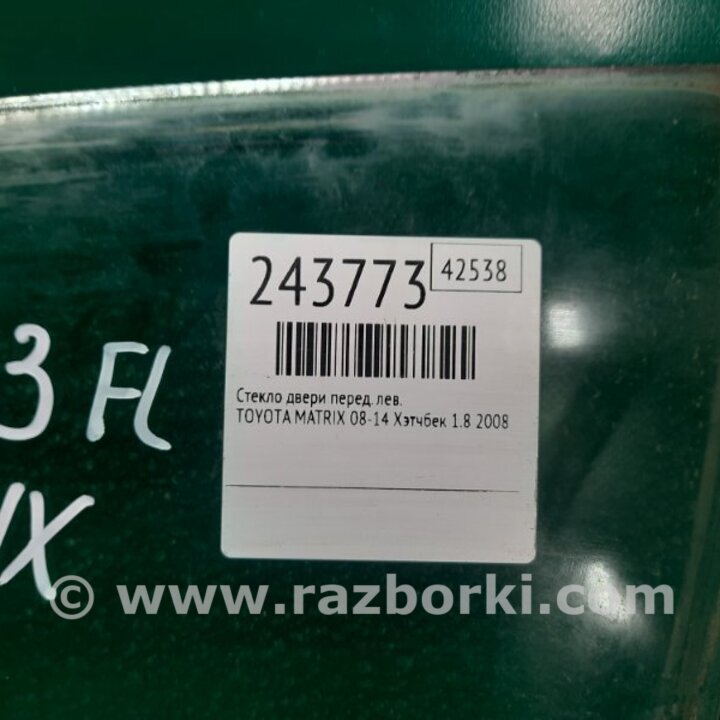 243773
42538
Стекло двери перед. лев.
TOYOTA MATRIX 08-14 Хэтчбек 1.8 2008
3 FL
IX
© www.razborki.com